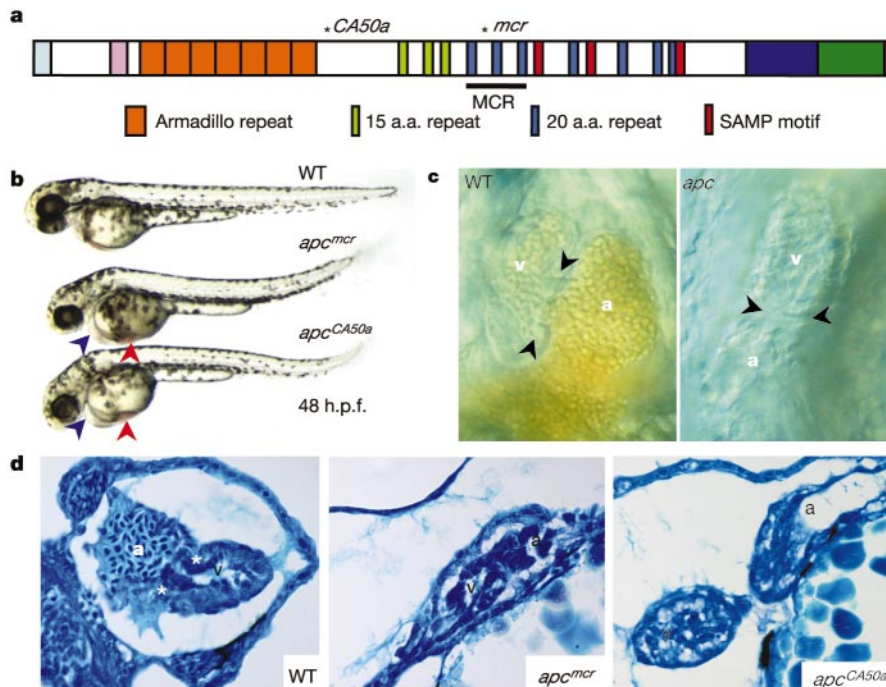 a
* CA50a
* mcr
MCR
Armadillo repeat
15 a.a. repeat
20 a.a. repeat
SAMP motif
b
WT
apc^mcr
apc^CA50a
48 h.p.f.
c
WT
v
a
apc
v
a
d
a
*
v
*
WT
a
v
apc^mcr
a
apc^CA50a